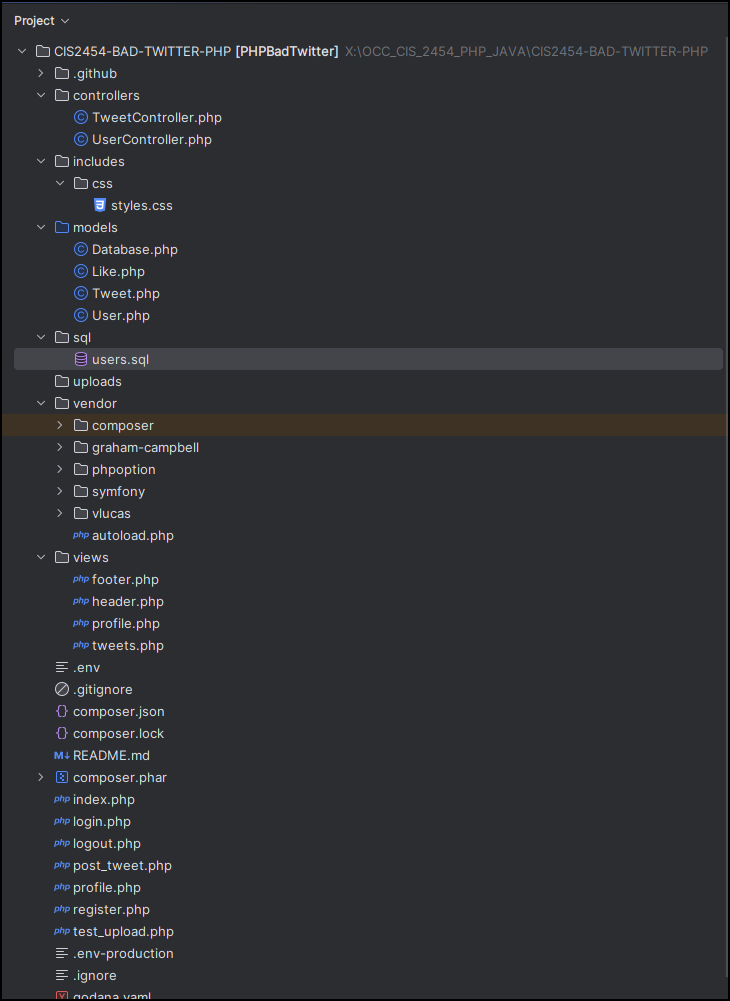 Project
CIS2454-BAD-TWITTER-PHP [PHPBadTwitter] X:\OCC_CIS_2454_PHP_JAVA\CIS2454-BAD-TWITTER-PHP
.github
controllers
C TweetController.php
C UserController.php
includes
css
styles.css
models
C Database.php
C Like.php
C Tweet.php
C User.php
sql
users.sql
uploads
vendor
composer
graham-campbell
phpoption
symfony
vlucas
php autoload.php
views
php footer.php
php header.php
php profile.php
php tweets.php
.env
.gitignore
{} composer.json
{} composer.lock
M↓ README.md
composer.phar
php index.php
php login.php
php logout.php
php post_tweet.php
php profile.php
php register.php
php test_upload.php
.env-production
.ignore
Y qodana.yaml